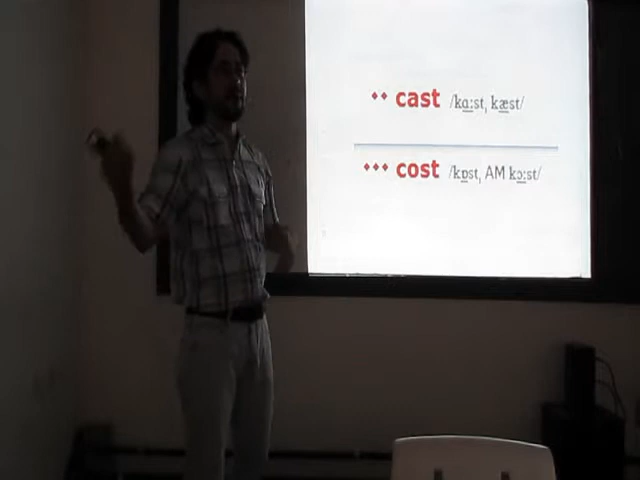 ♦♦ cast /kɑːst, kæst/
♦♦♦ cost /kɒst, AM kɔːst/